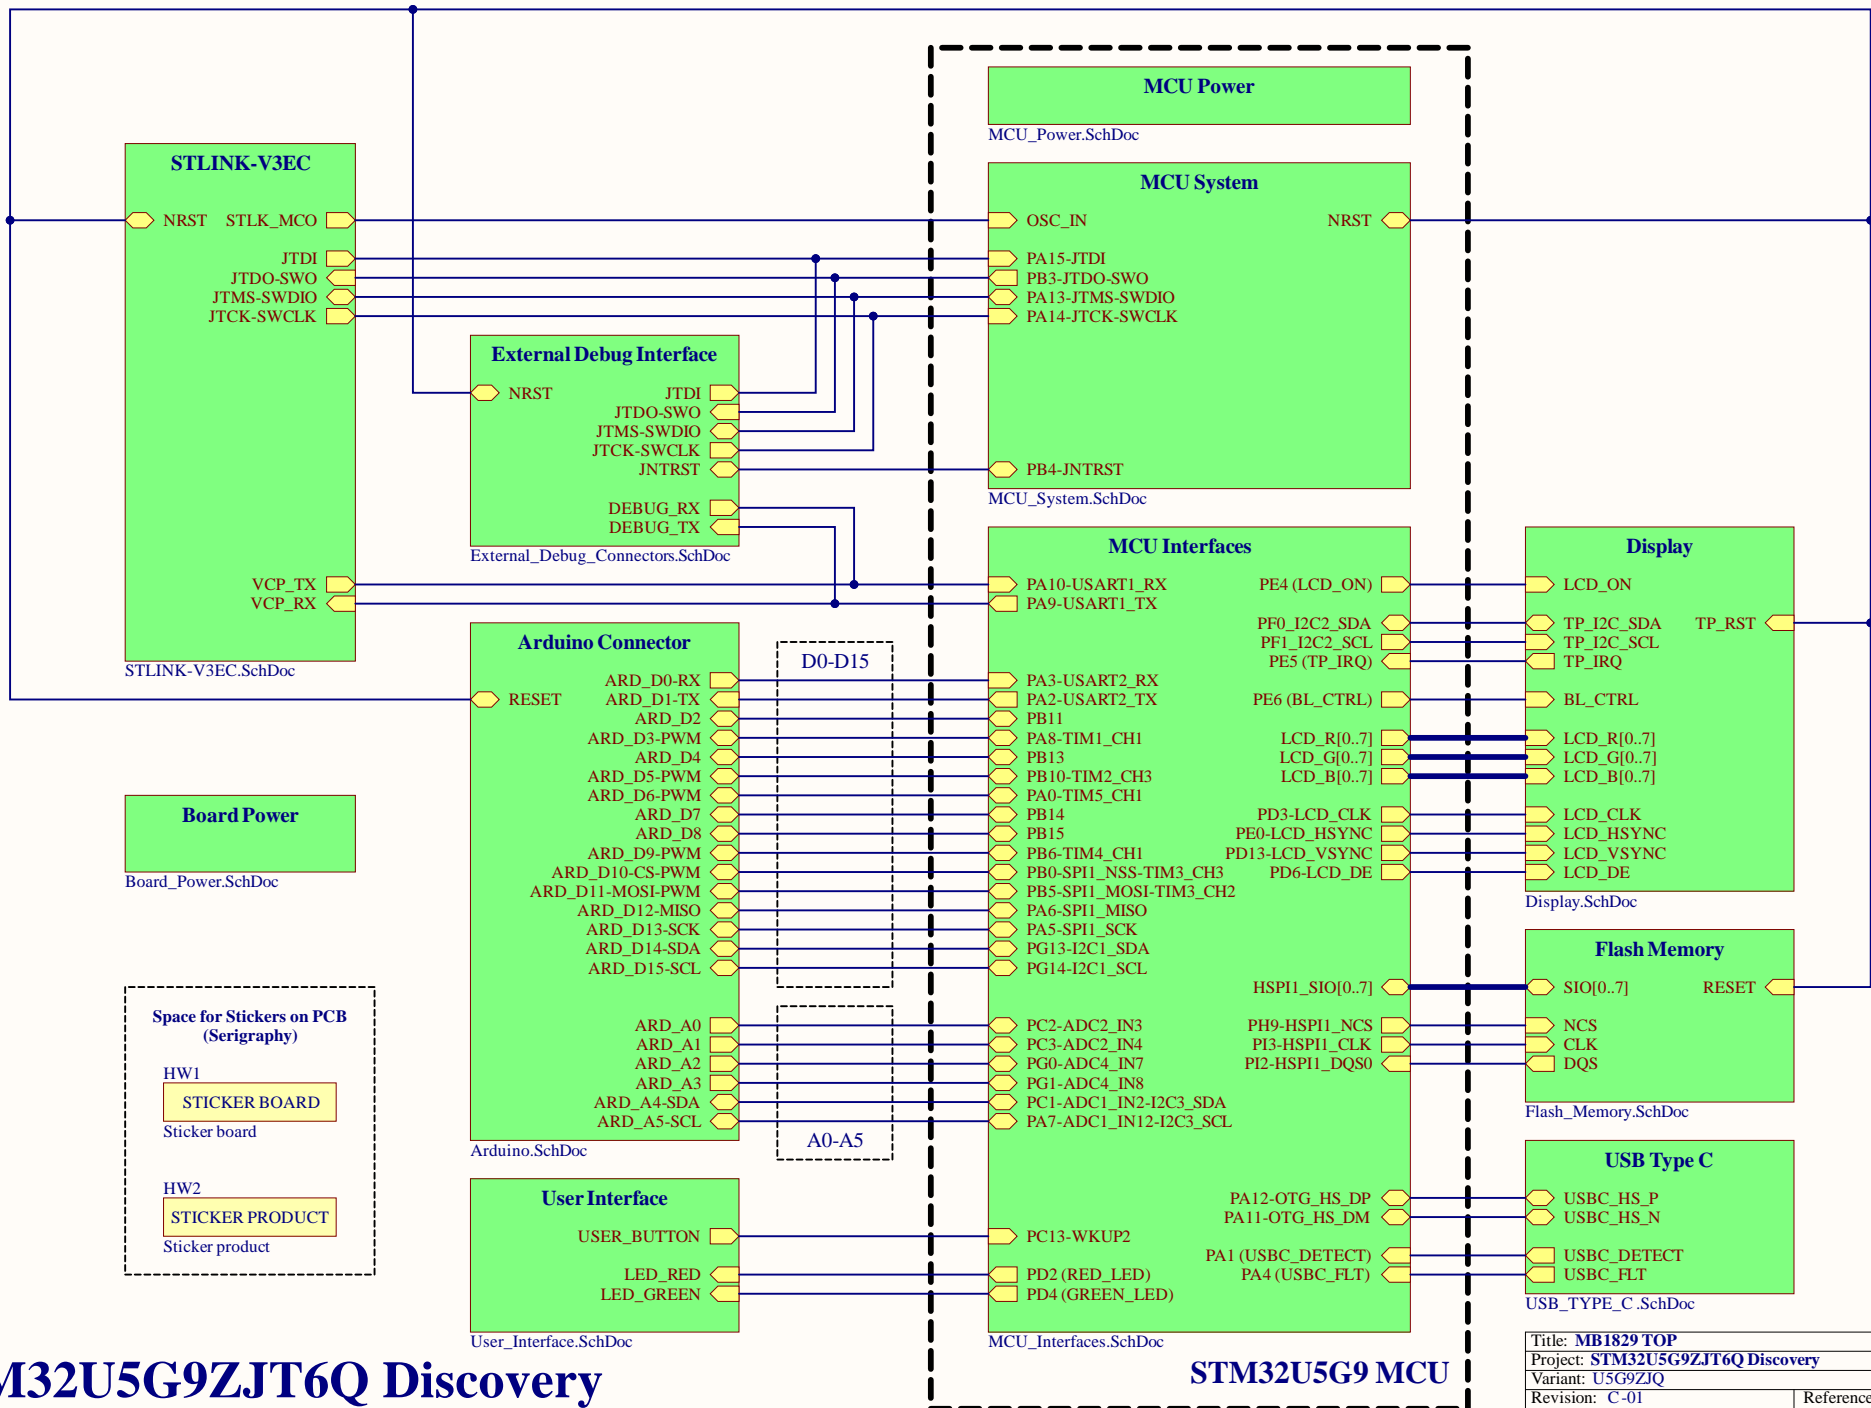 MCU Power
MCU_Power.SchDoc
STLINK-V3EC
NRST STLK_MCO
JTDI
JTDO-SWO
JTMS-SWDIO
JTCK-SWCLK
VCP_TX
VCP_RX
STLINK-V3EC.SchDoc
MCU System
OSC_IN NRST
PA15-JTDI
PB3-JTDO-SWO
PA13-JTMS-SWDIO
PA14-JTCK-SWCLK
PB4-JNTRST
MCU_System.SchDoc
External Debug Interface
NRST JTDI
JTDO-SWO
JTMS-SWDIO
JTCK-SWCLK
JNTRST
DEBUG_RX
DEBUG_TX
External_Debug_Connectors.SchDoc
Arduino Connector
ARD_D0-RX
RESET ARD_D1-TX
ARD_D2
ARD_D3-PWM
ARD_D4
ARD_D5-PWM
ARD_D6-PWM
ARD_D7
ARD_D8
ARD_D9-PWM
ARD_D10-CS-PWM
ARD_D11-MOSI-PWM
ARD_D12-MISO
ARD_D13-SCK
ARD_D14-SDA
ARD_D15-SCL
ARD_A0
ARD_A1
ARD_A2
ARD_A3
ARD_A4-SDA
ARD_A5-SCL
Arduino.SchDoc
D0-D15
A0-A5
MCU Interfaces
PA10-USART1_RX PE4 (LCD_ON)
PA9-USART1_TX
PF0_I2C2_SDA
PF1_I2C2_SCL
PE5 (TP_IRQ)
PA3-USART2_RX
PA2-USART2_TX PE6 (BL_CTRL)
PB11
PA8-TIM1_CH1 LCD_R[0..7]
PB13 LCD_G[0..7]
PB10-TIM2_CH3 LCD_B[0..7]
PA0-TIM5_CH1
PB14 PD3-LCD_CLK
PB15 PE0-LCD_HSYNC
PB6-TIM4_CH1 PD13-LCD_VSYNC
PB0-SPI1_NSS-TIM3_CH3 PD6-LCD_DE
PB5-SPI1_MOSI-TIM3_CH2
PA6-SPI1_MISO
PA5-SPI1_SCK
PG13-I2C1_SDA
PG14-I2C1_SCL
HSPI1_SIO[0..7]
PC2-ADC2_IN3 PH9-HSPI1_NCS
PC3-ADC2_IN4 PI3-HSPI1_CLK
PG0-ADC4_IN7 PI2-HSPI1_DQS0
PG1-ADC4_IN8
PC1-ADC1_IN2-I2C3_SDA
PA7-ADC1_IN12-I2C3_SCL
PA12-OTG_HS_DP
PA11-OTG_HS_DM
PC13-WKUP2
PA1 (USBC_DETECT)
PD2 (RED_LED) PA4 (USBC_FLT)
PD4 (GREEN_LED)
MCU_Interfaces.SchDoc
Display
LCD_ON
TP_I2C_SDA TP_RST
TP_I2C_SCL
TP_IRQ
BL_CTRL
LCD_R[0..7]
LCD_G[0..7]
LCD_B[0..7]
LCD_CLK
LCD_HSYNC
LCD_VSYNC
LCD_DE
Display.SchDoc
Flash Memory
SIO[0..7] RESET
NCS
CLK
DQS
Flash_Memory.SchDoc
USB Type C
USBC_HS_P
USBC_HS_N
USBC_DETECT
USBC_FLT
USB_TYPE_C.SchDoc
Board Power
Board_Power.SchDoc
Space for Stickers on PCB
(Serigraphy)
HW1
STICKER BOARD
Sticker board
HW2
STICKER PRODUCT
Sticker product
User Interface
USER_BUTTON
LED_RED
LED_GREEN
User_Interface.SchDoc
M32U5G9ZJT6Q Discovery
STM32U5G9 MCU
Title: MB1829 TOP
Project: STM32U5G9ZJT6Q Discovery
Variant: U5G9ZJQ
Revision: C-01 Reference